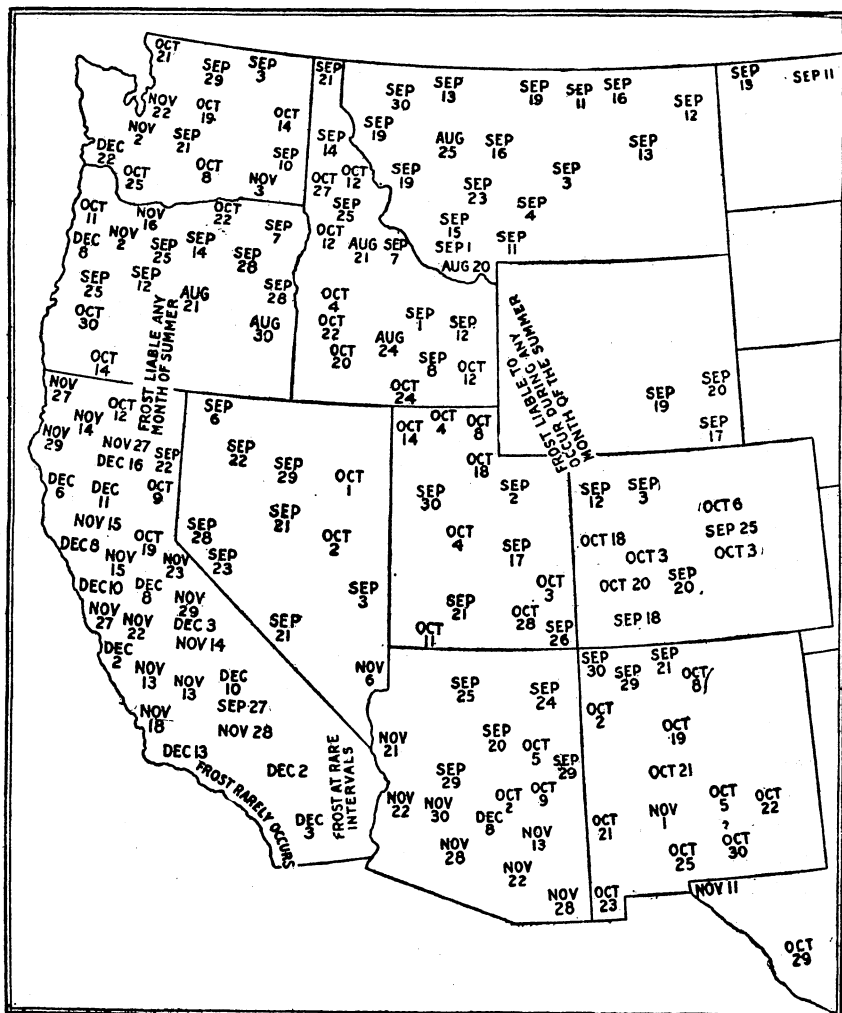 OCT
21
SEP
29
SEP
3
NOV
22
OCT
19
OCT
14
NOV
2
SEP
21
DEC
22
SEP
10
OCT
25
OCT
8
NOV
3
SEP
21
SEP
14
OCT
27
OCT
12
SEP
25
OCT
12
AUG
21
SEP
7
OCT
4
OCT
22
SEP
1
SEP
12
OCT
20
AUG
24
SEP
8
OCT
12
OCT
24
SEP
30
SEP
13
SEP
19
SEP
11
SEP
16
SEP
12
SEP
19
AUG
25
SEP
16
SEP
13
SEP
19
SEP
3
SEP
23
SEP
4
SEP
15
SEP 1
SEP
11
AUG 20
SEP
13
SEP 11
OCT
11
NOV
16
OCT
22
SEP
7
DEC
8
NOV
2
SEP
25
SEP
14
SEP
28
SEP
25
SEP
12
AUG
21
SEP
28
OCT
30
AUG
30
OCT
14
FROST LIABLE ANY
MONTH OF SUMMER
FROST LIABLE TO
OCCUR DURING ANY
MONTH OF THE SUMMER
SEP
19
SEP
20
SEP
17
NOV
27
NOV
14
OCT
12
NOV
29
NOV 27
DEC 16
SEP
22
DEC
6
DEC
11
OCT
9
NOV 15
DEC 8
OCT
19
NOV
15
NOV
23
DEC 10
DEC
8
NOV
29
NOV
27
NOV
22
DEC 3
NOV 14
DEC
2
NOV
13
NOV
13
DEC
10
SEP 27
NOV
18
NOV 28
DEC 13
DEC 2
DEC
3
FROST RARELY OCCURS
FROST AT RARE
INTERVALS
SEP
6
SEP
22
SEP
29
OCT
1
SEP
28
SEP
21
OCT
2
SEP
23
SEP
3
SEP
21
NOV
6
OCT
14
OCT
4
OCT
8
OCT
18
SEP
30
SEP
2
OCT
4
SEP
17
OCT
3
SEP
21
OCT
28
OCT
11
SEP
26
SEP
12
SEP
3
OCT 6
SEP 25
OCT 18
OCT 3
OCT 3
OCT 20
SEP
20
SEP 18
SEP
25
SEP
24
NOV
21
SEP
20
OCT
5
SEP
29
SEP
29
NOV
22
NOV
30
OCT
2
OCT
9
DEC
8
NOV
28
NOV
13
NOV
22
NOV
28
SEP
30
SEP
29
SEP
21
OCT
8
OCT
2
OCT
19
OCT 21
OCT
21
NOV
1
OCT
5
?
OCT
22
OCT
25
OCT
30
OCT
23
NOV 11
OCT
29